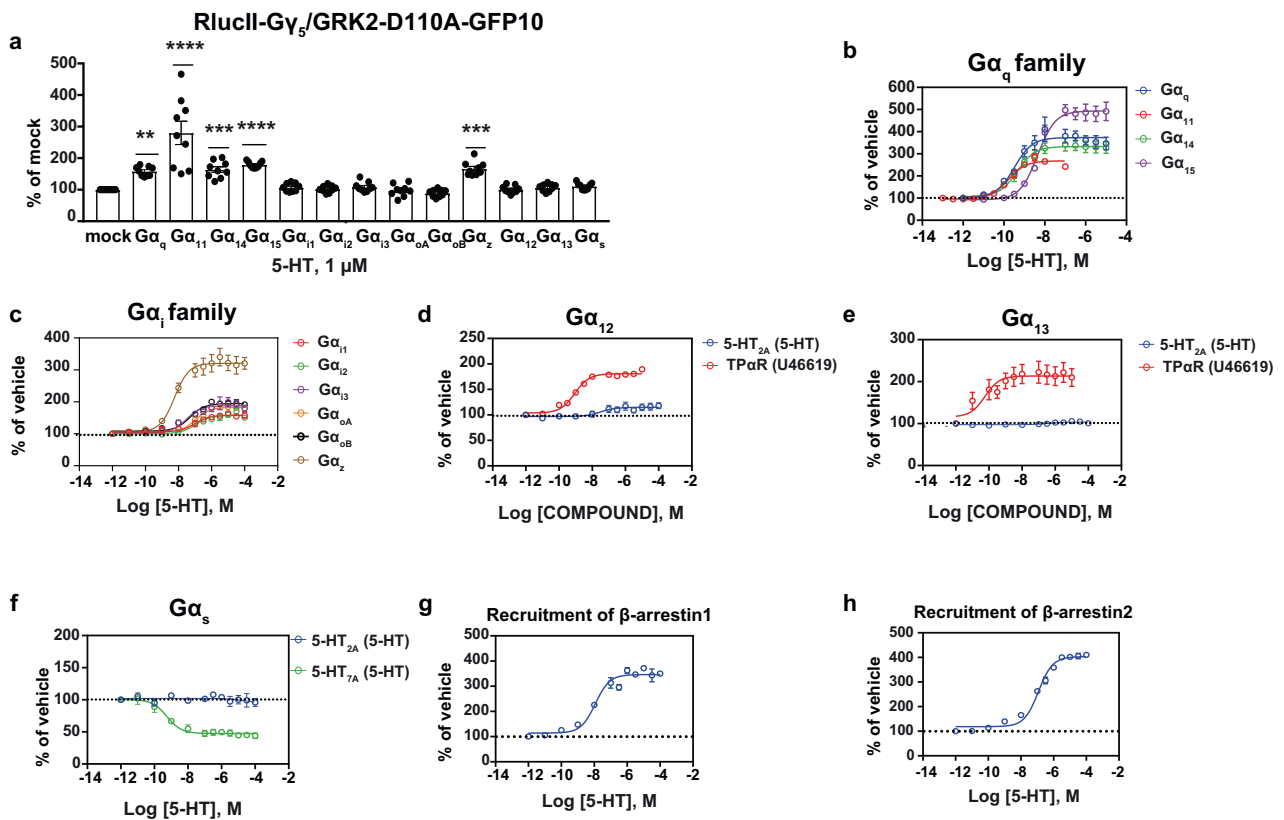 RlucII-Gγ5/GRK2-D110A-GFP10
a
% of mock
500
400
300
200
100
0
**
****
***
****
***
mock Gαq Gα11 Gα14 Gα15 Gαi1 Gαi2 Gαi3 GαoA GαoB Gαz Gα12 Gα13 Gαs
5-HT, 1 µM
b
Gαq family
% of vehicle
600
500
400
300
200
100
0
-14 -12 -10 -8 -6 -4
Log [5-HT], M
Gαq
Gα11
Gα14
Gα15
c
Gαi family
% of vehicle
400
300
200
100
0
-14 -12 -10 -8 -6 -4 -2
Log [5-HT], M
Gαi1
Gαi2
Gαi3
GαoA
GαoB
Gαz
d
Gα12
% of vehicle
250
200
150
100
50
0
-14 -12 -10 -8 -6 -4 -2
Log [COMPOUND], M
5-HT2A (5-HT)
TPαR (U46619)
e
Gα13
% of vehicle
300
200
100
0
-14 -12 -10 -8 -6 -4 -2
Log [COMPOUND], M
5-HT2A (5-HT)
TPαR (U46619)
f
Gαs
% of vehicle
200
150
100
50
0
-14 -12 -10 -8 -6 -4 -2
Log [5-HT], M
5-HT2A (5-HT)
5-HT7A (5-HT)
g
Recruitment of β-arrestin1
% of vehicle
500
400
300
200
100
0
-14 -12 -10 -8 -6 -4 -2
Log [5-HT], M
h
Recruitment of β-arrestin2
% of vehicle
500
400
300
200
100
0
-14 -12 -10 -8 -6 -4 -2
Log [5-HT], M